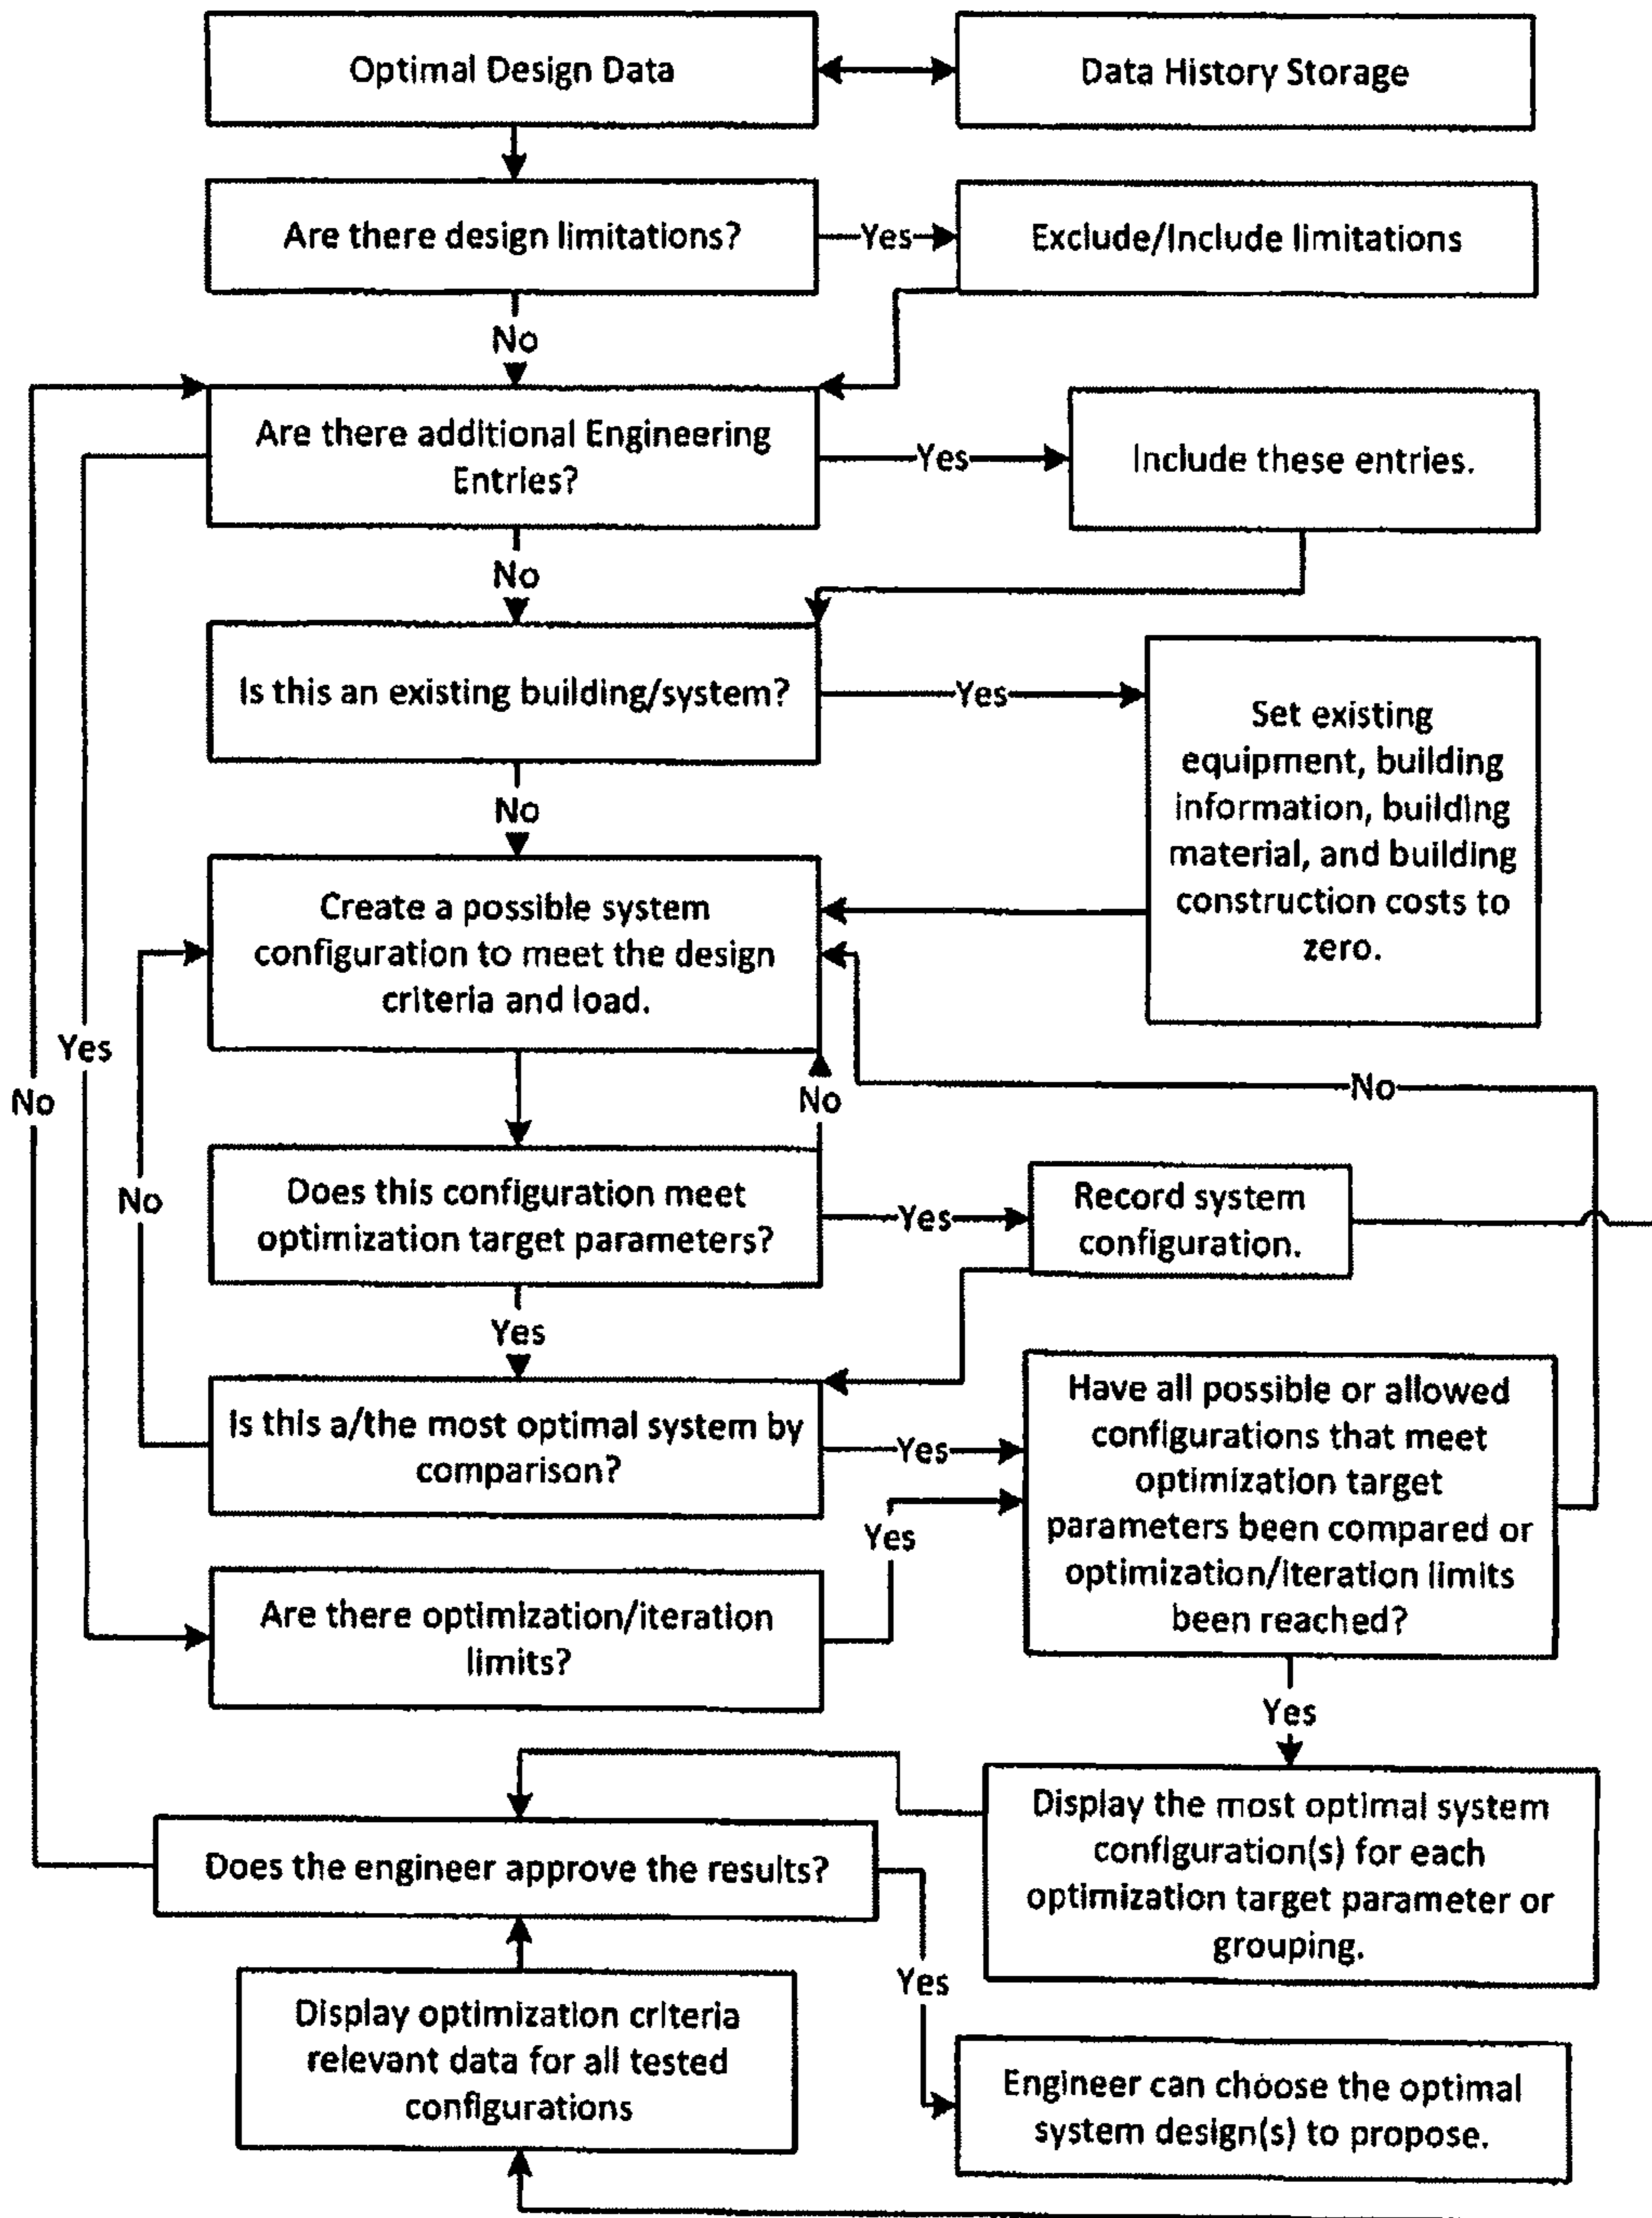 Optimal Design Data
Data History Storage
Are there design limitations?
Yes
Exclude/Include limitations
No
Are there additional Engineering
Entries?
Yes
Include these entries.
No
Is this an existing building/system?
Yes
Set existing
equipment, building
information, building
material, and building
construction costs to
zero.
No
Create a possible system
configuration to meet the design
criteria and load.
Yes
No
No
No
No
Does this configuration meet
optimization target parameters?
Yes
Record system
configuration.
Yes
Is this a/the most optimal system by
comparison?
Yes
Have all possible or allowed
configurations that meet
optimization target
parameters been compared or
optimization/iteration limits
been reached?
Yes
Are there optimization/iteration
limits?
Yes
Display the most optimal system
configuration(s) for each
optimization target parameter or
grouping.
Does the engineer approve the results?
Yes
Display optimization criteria
relevant data for all tested
configurations
Engineer can choose the optimal
system design(s) to propose.